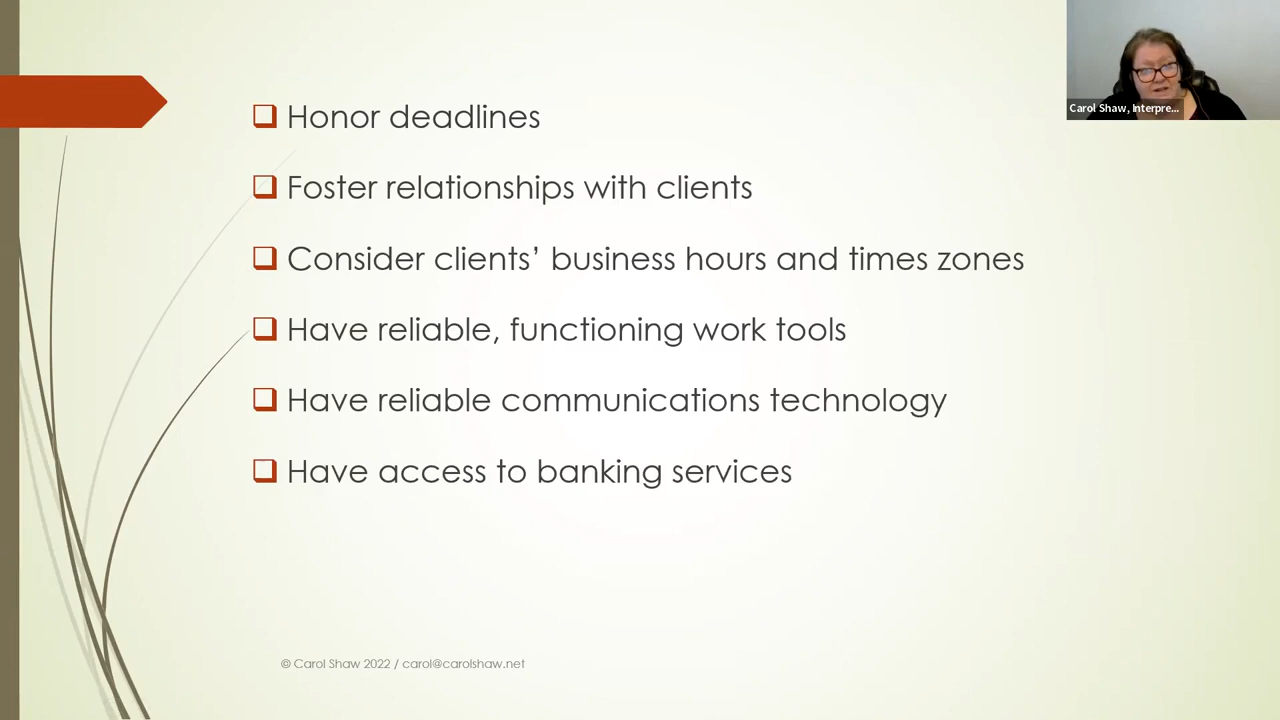 Honor deadlines
Foster relationships with clients
Consider clients’ business hours and times zones
Have reliable, functioning work tools
Have reliable communications technology
Have access to banking services
© Carol Shaw 2022 / carol@carolshaw.net
Carol Shaw, Interpre...